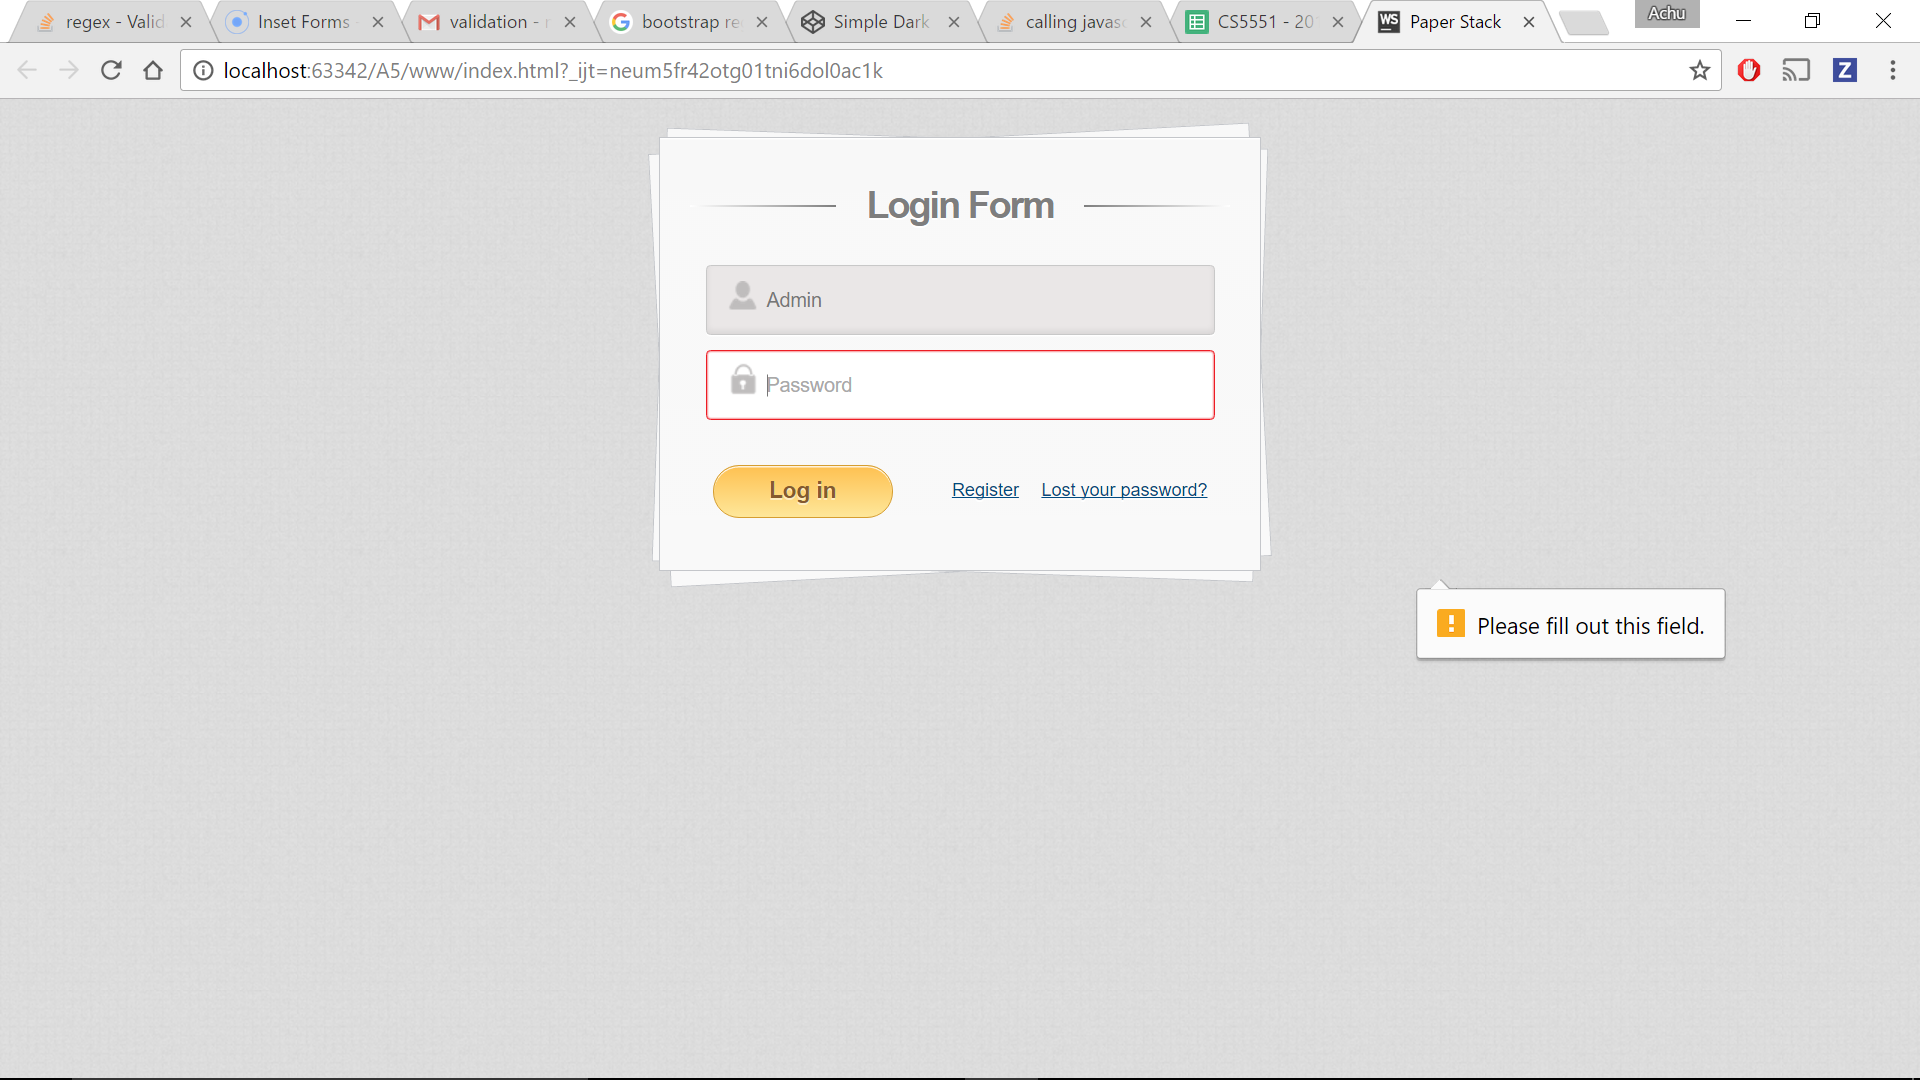 regex - Valid
Inset Forms
validation -
bootstrap re
Simple Dark
calling javas
CS5551 - 20
WS
Paper Stack
Achu
localhost:63342/A5/www/index.html?_ijt=neum5fr42otg01tni6dol0ac1k
Z
Login Form
Admin
Password
Log in
Register
Lost your password?
Please fill out this field.